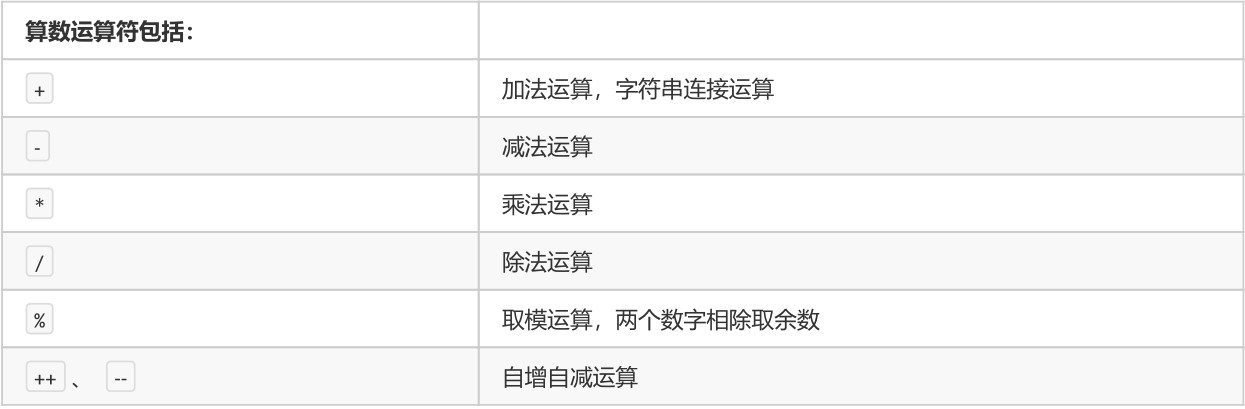 算数运算符包括：
+ 加法运算，字符串连接运算
- 减法运算
* 乘法运算
/ 除法运算
% 取模运算，两个数字相除取余数
++ 、 -- 自增自减运算